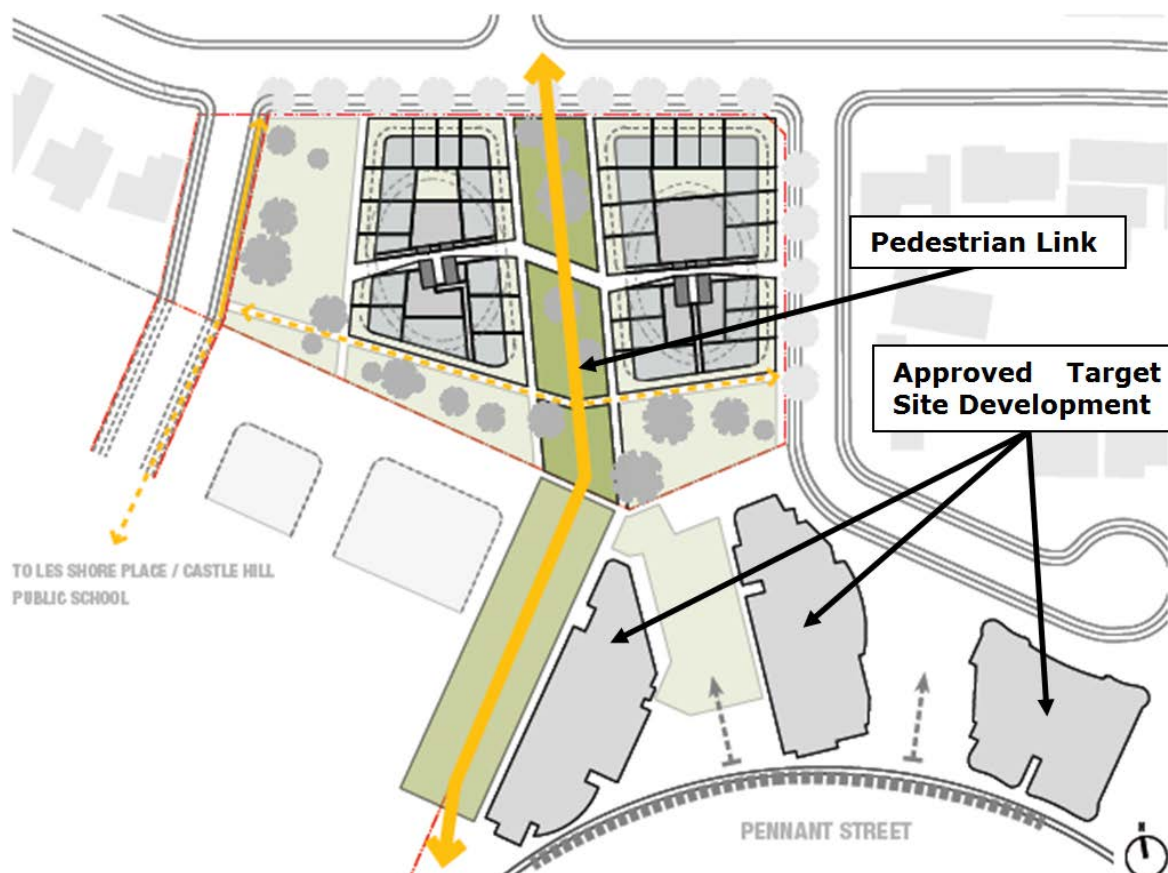 Pedestrian Link
Approved Target
Site Development
TO LES SHORE PLACE / CASTLE HILL
PUBLIC SCHOOL
PENNANT STREET